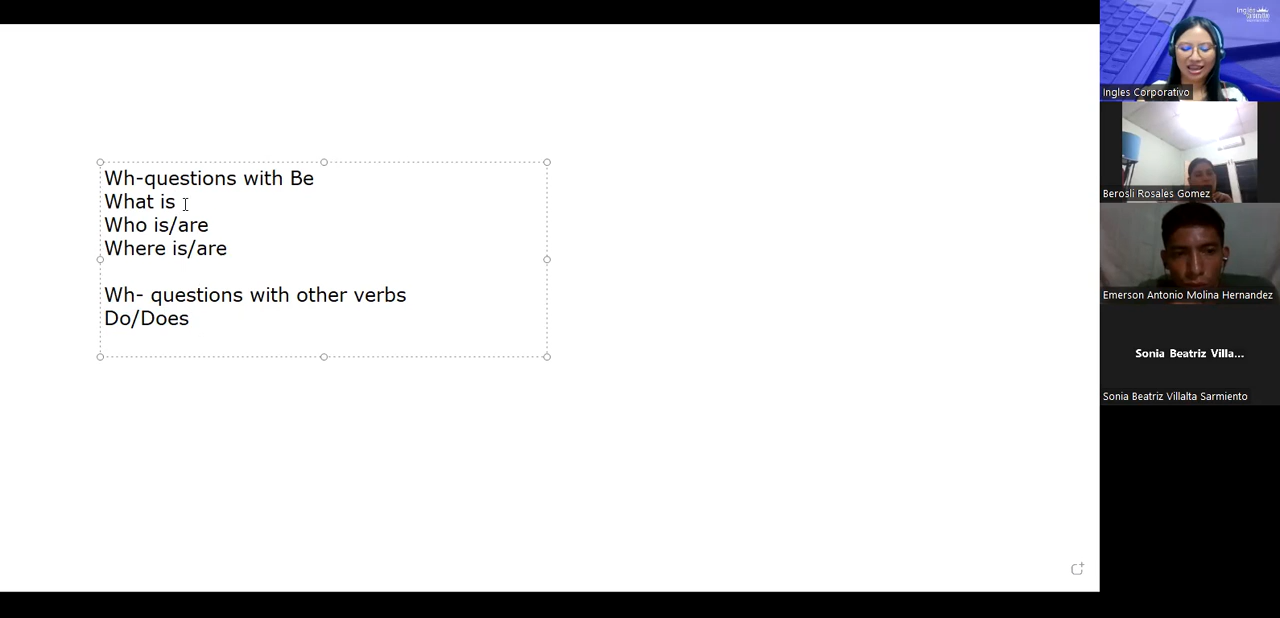 Wh-questions with Be
What is
Who is/are
Where is/are
Wh- questions with other verbs
Do/Does
Ingles Corporativo
Berosli Rosales Gomez
Emerson Antonio Molina Hernandez
Sonia Beatriz Villa...
Sonia Beatriz Villalta Sarmiento